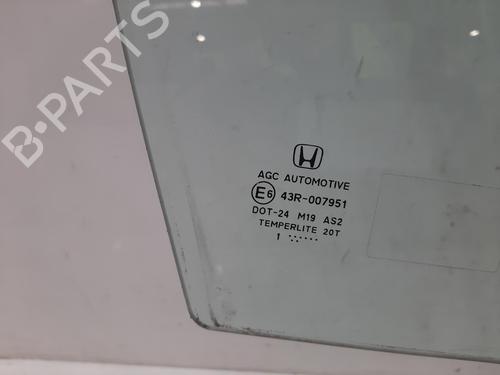 B-PARTS
AGC AUTOMOTIVE
E6 43R-007951
DOT-24 M19 AS2
TEMPERLITE 20T
1